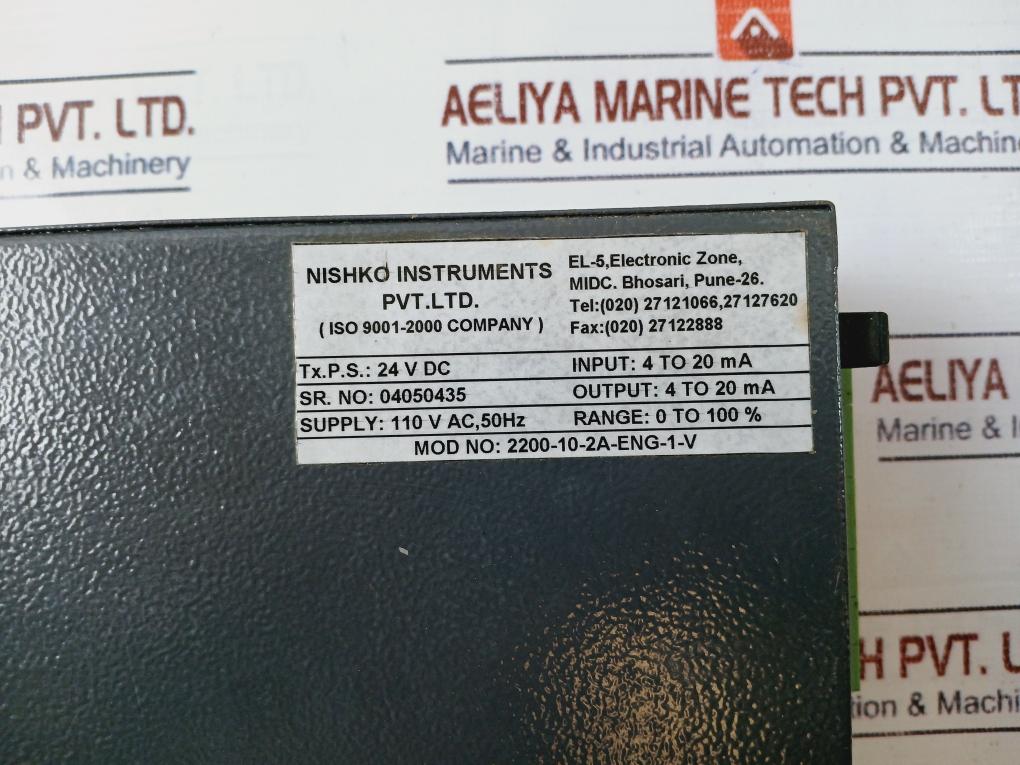 PVT. LTD.
& Machinery
AELIYA MARINE TECH PVT. LT
Marine & Industrial Automation & Machin
NISHKO INSTRUMENTS
PVT.LTD.
( ISO 9001-2000 COMPANY )
EL-5,Electronic Zone,
MIDC. Bhosari, Pune-26.
Tel:(020) 27121066,27127620
Fax:(020) 27122888
Tx.P.S.: 24 V DC
INPUT: 4 TO 20 mA
SR. NO: 04050435
OUTPUT: 4 TO 20 mA
SUPPLY: 110 V AC,50Hz
RANGE: 0 TO 100 %
MOD NO: 2200-10-2A-ENG-1-V
AELIYA
Marine & I
H PVT. L
tion & Machi